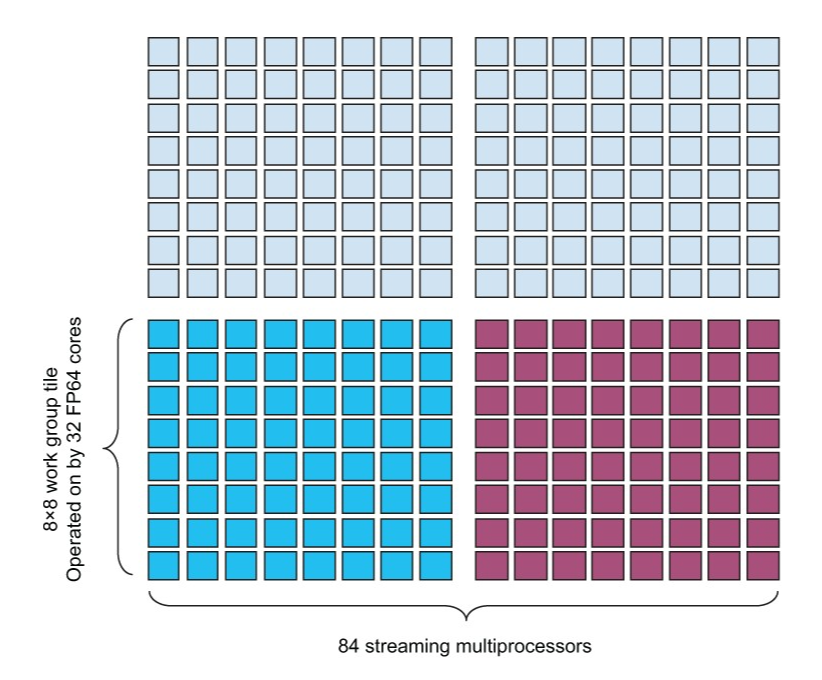 8×8 work group tile
Operated on by 32 FP64 cores
84 streaming multiprocessors